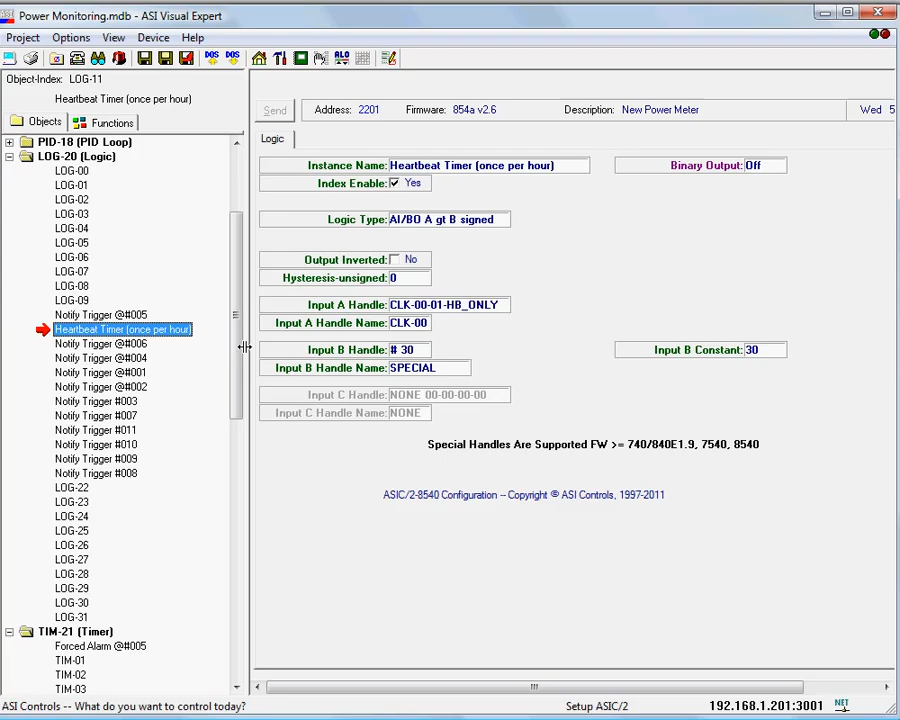 Power Monitoring.mdb - ASI Visual Expert
Project Options View Device Help
DOS DOS ALG
Object-Index: LOG-11
Heartbeat Timer (once per hour)
Objects Functions
PID-18 (PID Loop)
LOG-20 (Logic)
LOG-00
LOG-01
LOG-02
LOG-03
LOG-04
LOG-05
LOG-06
LOG-07
LOG-08
LOG-09
Notify Trigger @#005
Heartbeat Timer (once per hour)
Notify Trigger @#006
Notify Trigger @#004
Notify Trigger @#001
Notify Trigger @#002
Notify Trigger #003
Notify Trigger #007
Notify Trigger #011
Notify Trigger #010
Notify Trigger #009
Notify Trigger #008
LOG-22
LOG-23
LOG-24
LOG-25
LOG-26
LOG-27
LOG-28
LOG-29
LOG-30
LOG-31
TIM-21 (Timer)
Forced Alarm @#005
TIM-01
TIM-02
TIM-03
Send Address: 2201 Firmware: 854a v2.6 Description: New Power Meter Wed 5
Logic
Instance Name: Heartbeat Timer (once per hour) Binary Output: Off
Index Enable: Yes
Logic Type: AI/BO A gt B signed
Output Inverted: No
Hysteresis-unsigned: 0
Input A Handle: CLK-00-01-HB_ONLY
Input A Handle Name: CLK-00
Input B Handle: # 30 Input B Constant: 30
Input B Handle Name: SPECIAL
Input C Handle: NONE 00-00-00-00
Input C Handle Name: NONE
Special Handles Are Supported FW >= 740/840E1.9, 7540, 8540
ASIC/2-8540 Configuration -- Copyright © ASI Controls, 1997-2011
ASI Controls -- What do you want to control today? Setup ASIC/2 192.168.1.201:3001 NET